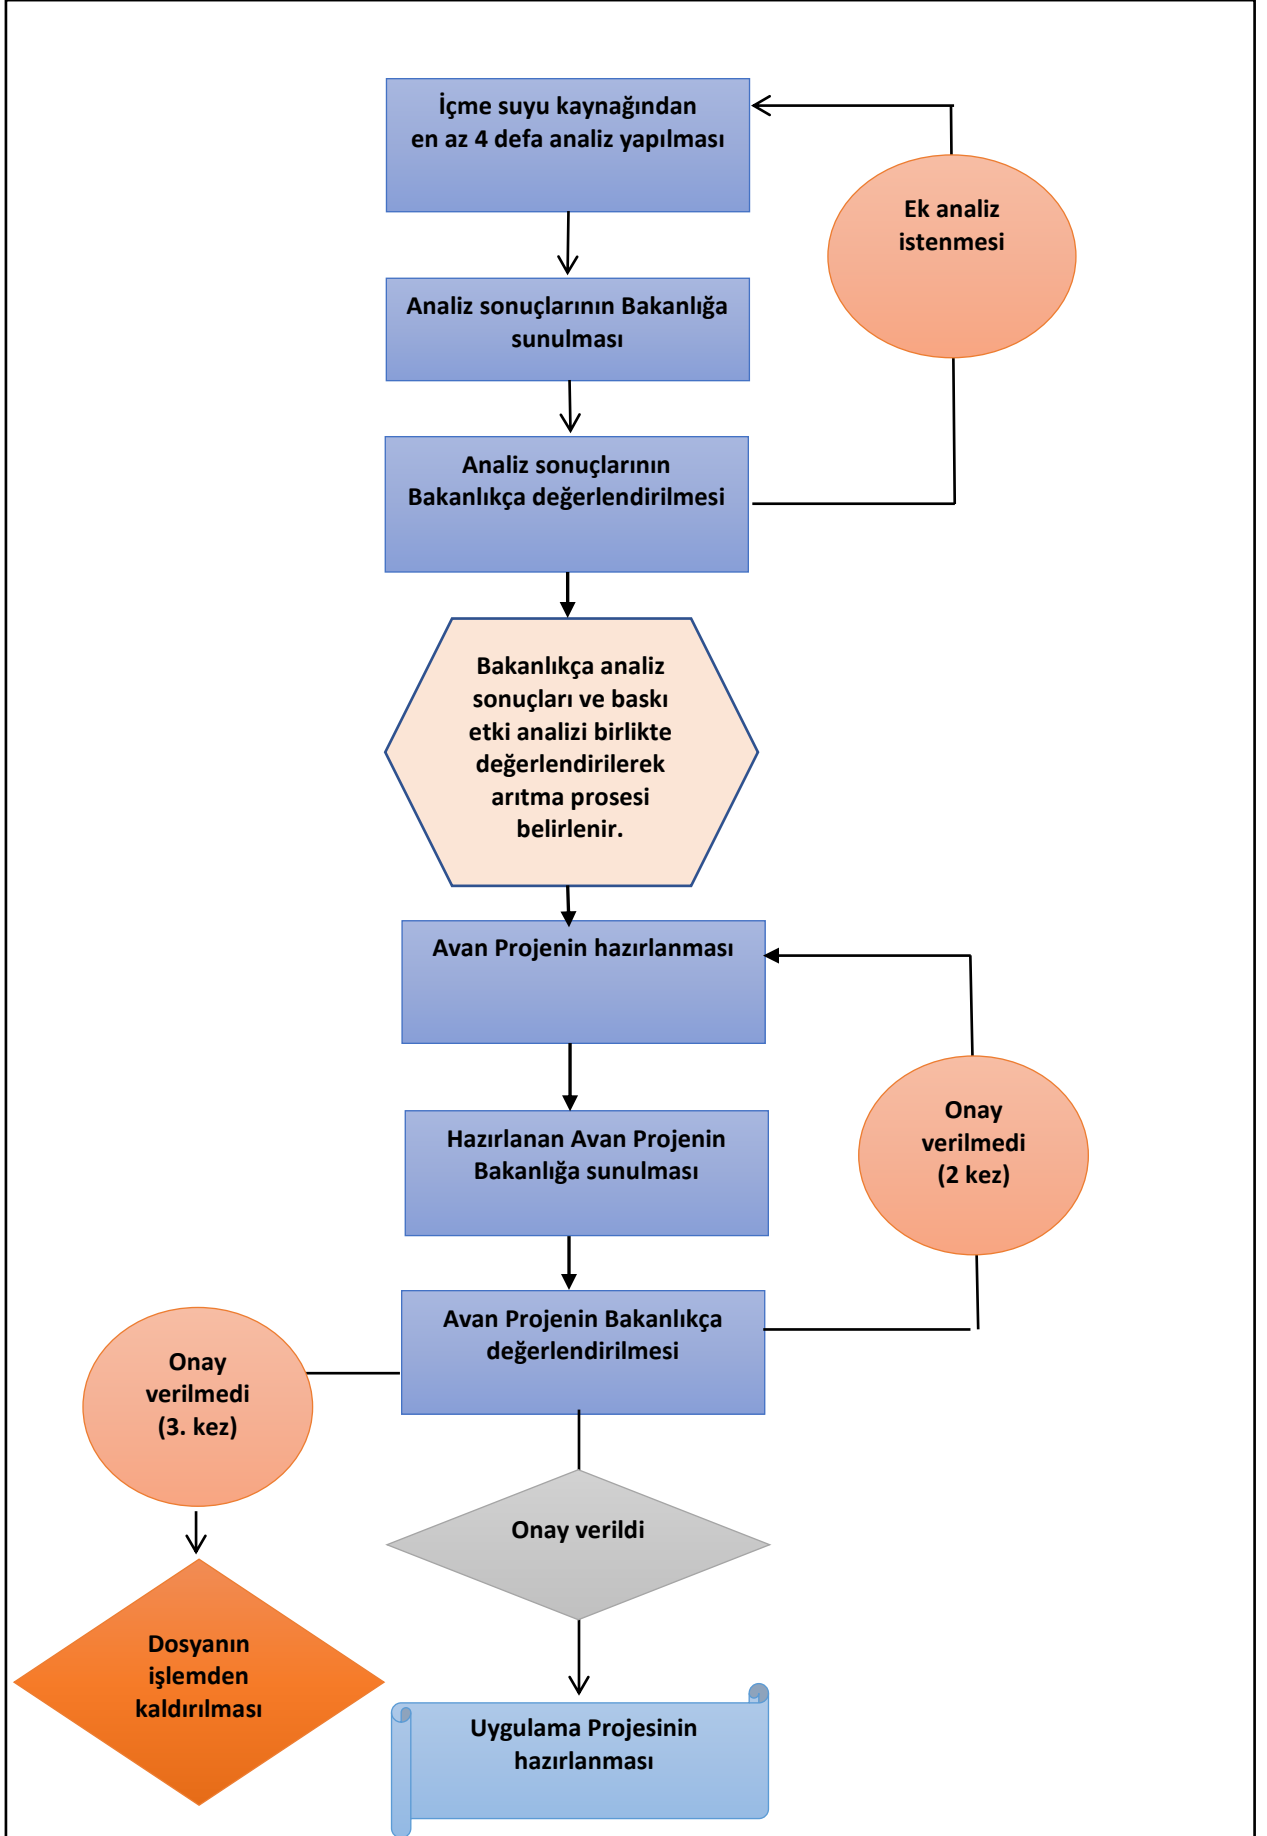 İçme suyu kaynağından
en az 4 defa analiz yapılması
Ek analiz
istenmesi
Analiz sonuçlarının Bakanlığa
sunulması
Analiz sonuçlarının
Bakanlıkça değerlendirilmesi
Bakanlıkça analiz
sonuçları ve baskı
etki analizi birlikte
değerlendirilerek
arıtma prosesi
belirlenir.
Avan Projenin hazırlanması
Hazırlanan Avan Projenin
Bakanlığa sunulması
Onay
verilmedi
(2 kez)
Avan Projenin Bakanlıkça
değerlendirilmesi
Onay
verilmedi
(3. kez)
Onay verildi
Dosyanın
işlemden
kaldırılması
Uygulama Projesinin
hazırlanması